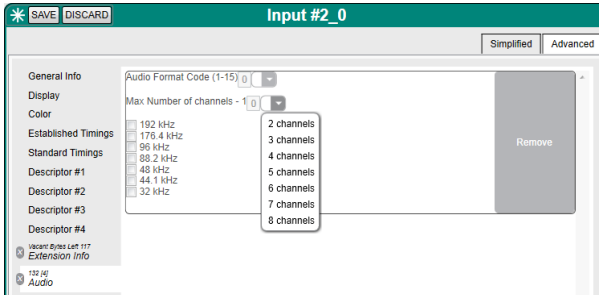 SAVE DISCARD Input #2_0
Simplified Advanced
General Info
Display
Color
Established Timings
Standard Timings
Descriptor #1
Descriptor #2
Descriptor #3
Descriptor #4
Vacant Bytes Left 117
Extension Info
132 [4]
Audio
Audio Format Code (1-15) 0
Max Number of channels - 1 0
192 kHz
176.4 kHz
96 kHz
88.2 kHz
48 kHz
44.1 kHz
32 kHz
2 channels
3 channels
4 channels
5 channels
6 channels
7 channels
8 channels
Remove